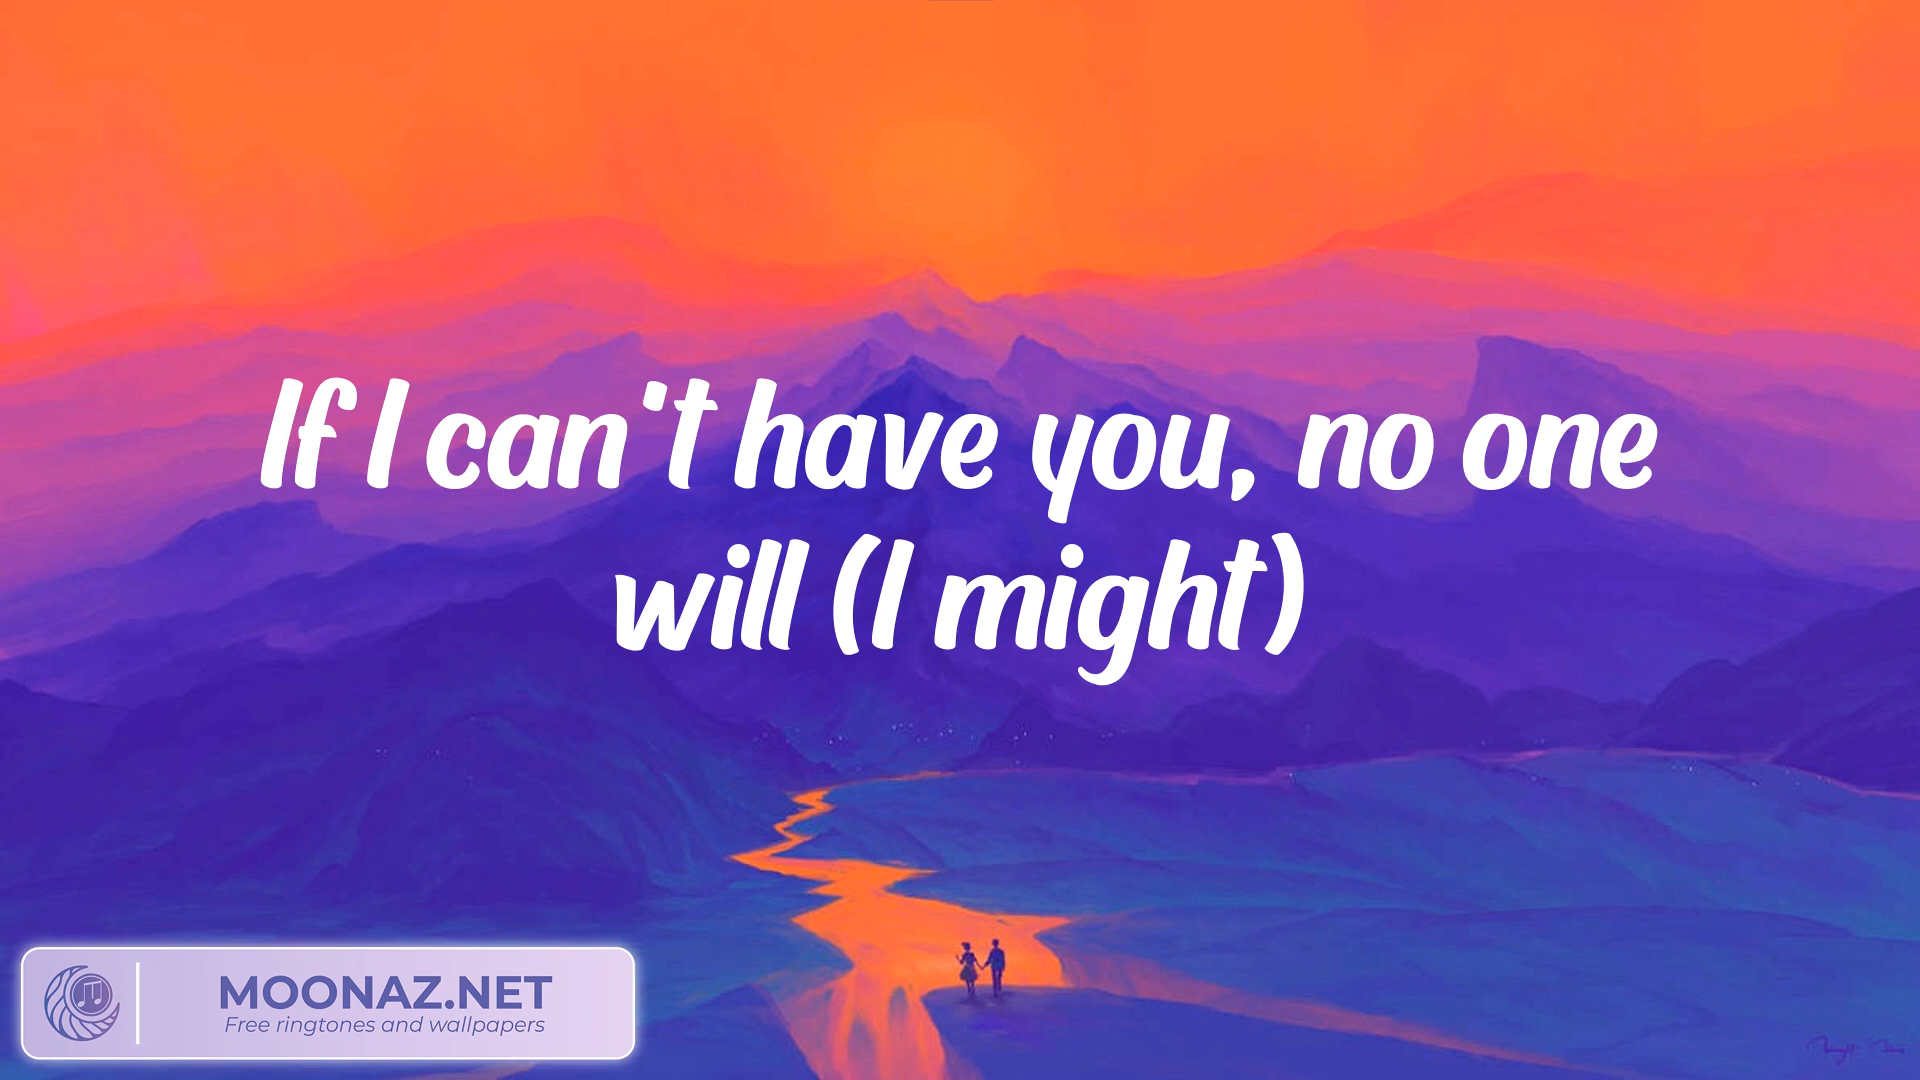 If I can't have you, no one
will (I might)
MOONAZ.NET
Free ringtones and wallpapers